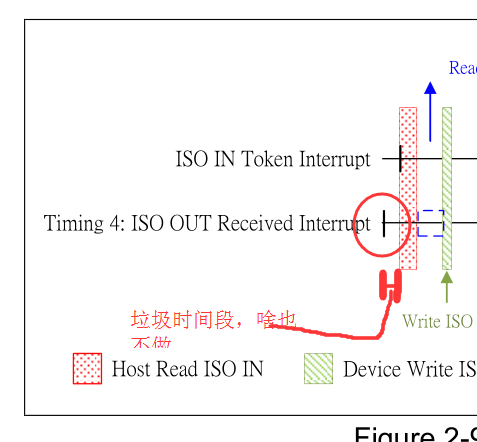 Read
ISO IN Token Interrupt
Timing 4: ISO OUT Received Interrupt
垃圾时间段，啥也
不做
Write ISO
Host Read ISO IN
Device Write IS
Figure 2-9